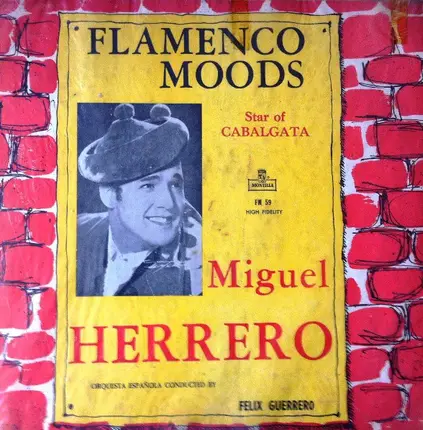 FLAMENCO
MOODS
Star of
CABALGATA
MONTILLA
FM 59
HIGH FIDELITY
Miguel
HERRERO
ORQUESTA ESPAÑOLA CONDUCTED BY
FELIX GUERRERO